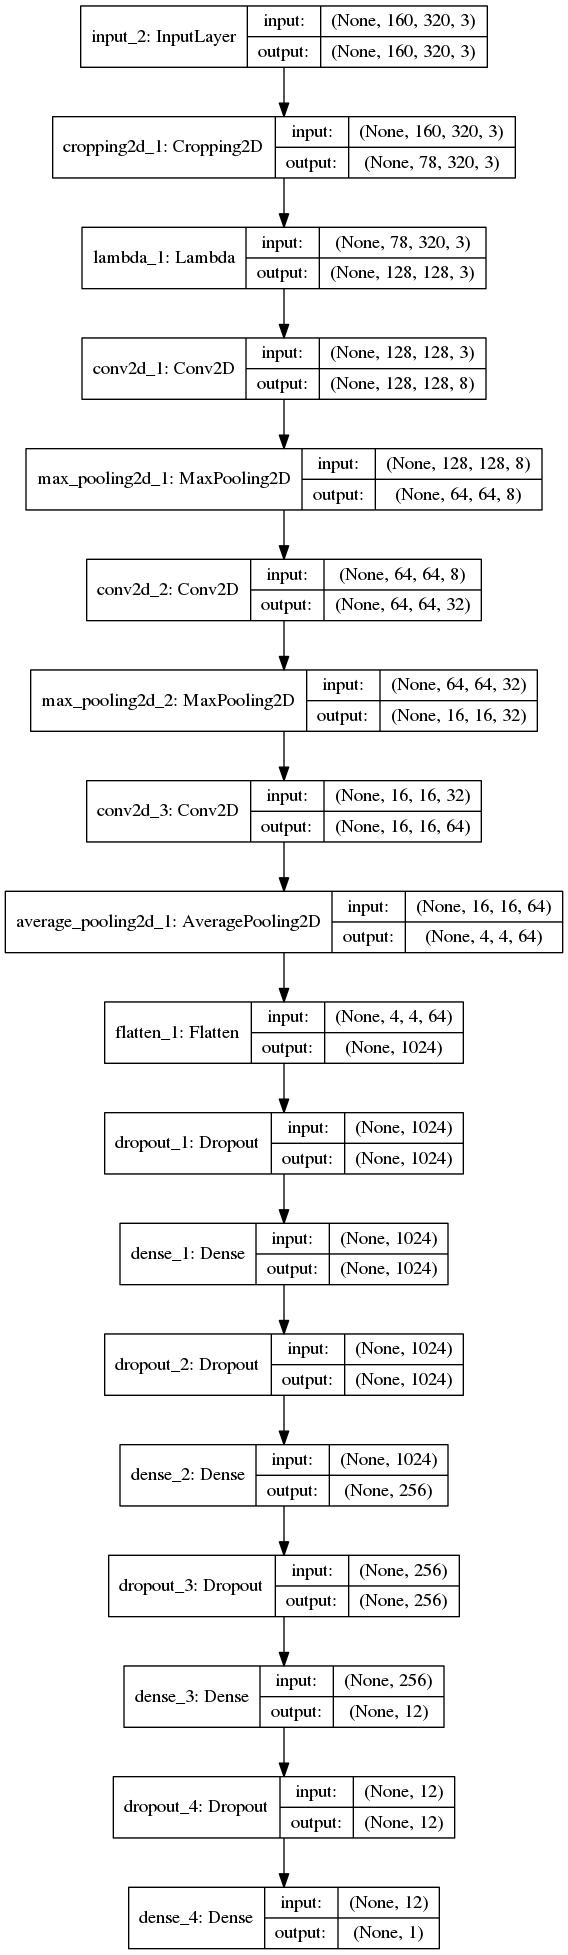 input_2: InputLayer
input: (None, 160, 320, 3)
output: (None, 160, 320, 3)
cropping2d_1: Cropping2D
input: (None, 160, 320, 3)
output: (None, 78, 320, 3)
lambda_1: Lambda
input: (None, 78, 320, 3)
output: (None, 128, 128, 3)
conv2d_1: Conv2D
input: (None, 128, 128, 3)
output: (None, 128, 128, 8)
max_pooling2d_1: MaxPooling2D
input: (None, 128, 128, 8)
output: (None, 64, 64, 8)
conv2d_2: Conv2D
input: (None, 64, 64, 8)
output: (None, 64, 64, 32)
max_pooling2d_2: MaxPooling2D
input: (None, 64, 64, 32)
output: (None, 16, 16, 32)
conv2d_3: Conv2D
input: (None, 16, 16, 32)
output: (None, 16, 16, 64)
average_pooling2d_1: AveragePooling2D
input: (None, 16, 16, 64)
output: (None, 4, 4, 64)
flatten_1: Flatten
input: (None, 4, 4, 64)
output: (None, 1024)
dropout_1: Dropout
input: (None, 1024)
output: (None, 1024)
dense_1: Dense
input: (None, 1024)
output: (None, 1024)
dropout_2: Dropout
input: (None, 1024)
output: (None, 1024)
dense_2: Dense
input: (None, 1024)
output: (None, 256)
dropout_3: Dropout
input: (None, 256)
output: (None, 256)
dense_3: Dense
input: (None, 256)
output: (None, 12)
dropout_4: Dropout
input: (None, 12)
output: (None, 12)
dense_4: Dense
input: (None, 12)
output: (None, 1)